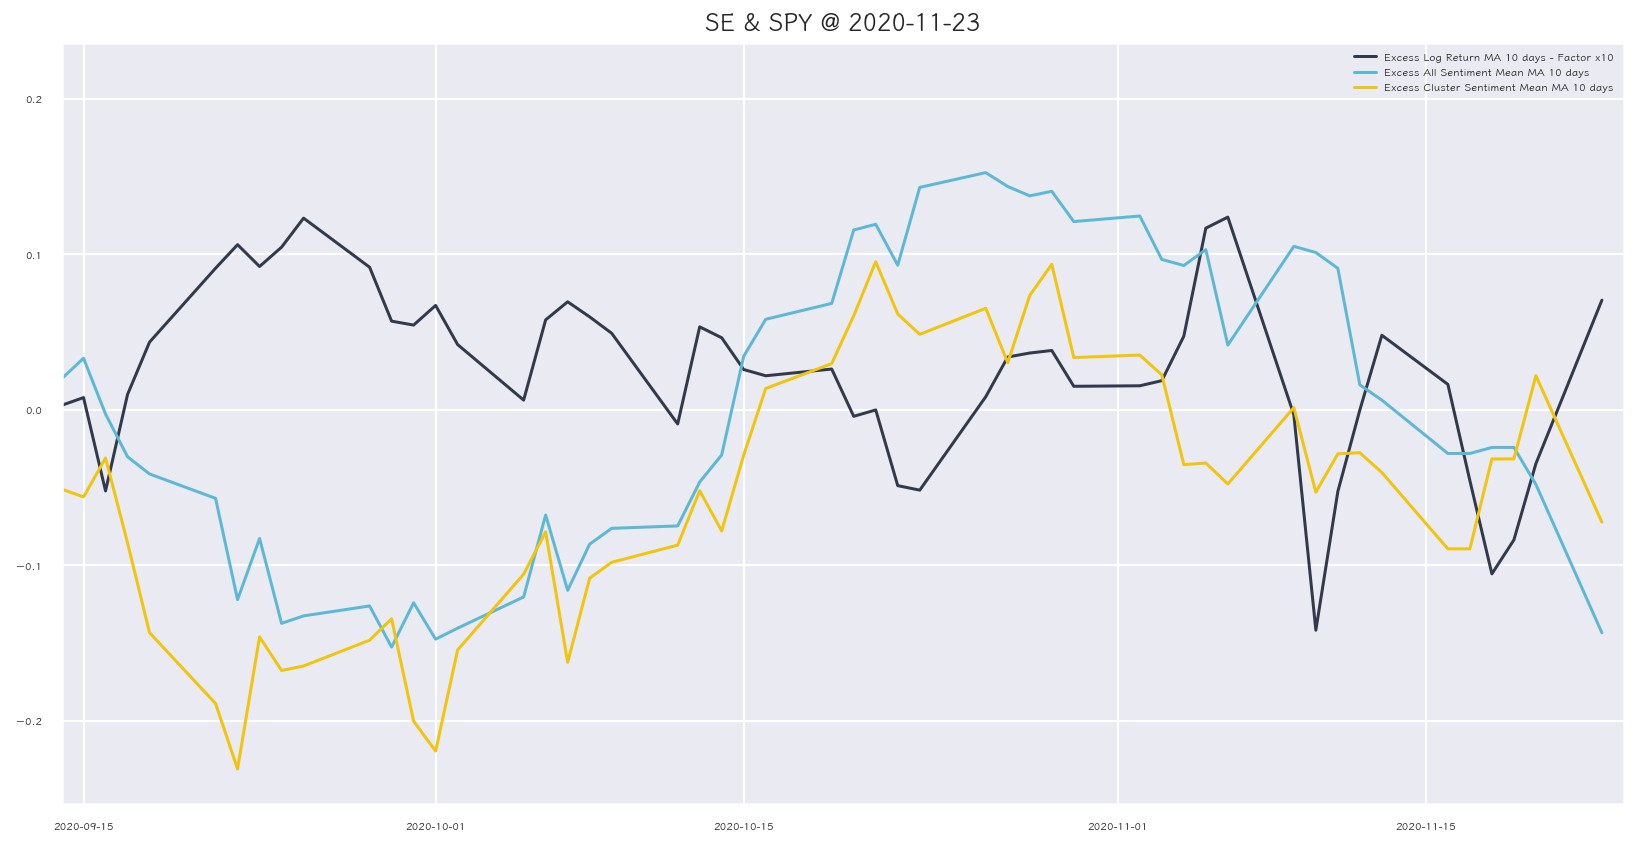 SE & SPY @ 2020-11-23
Excess Log Return MA 10 days - Factor x10
Excess All Sentiment Mean MA 10 days
Excess Cluster Sentiment Mean MA 10 days
0.2
0.1
0.0
−0.1
−0.2
2020-09-15
2020-10-01
2020-10-15
2020-11-01
2020-11-15